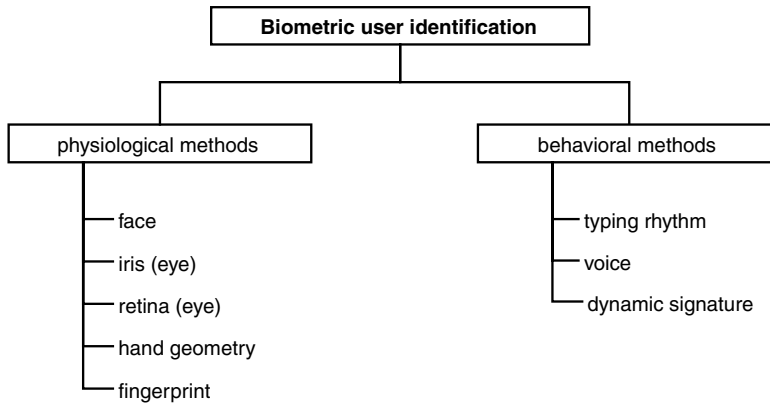 Biometric user identification
physiological methods
face
iris (eye)
retina (eye)
hand geometry
fingerprint
behavioral methods
typing rhythm
voice
dynamic signature